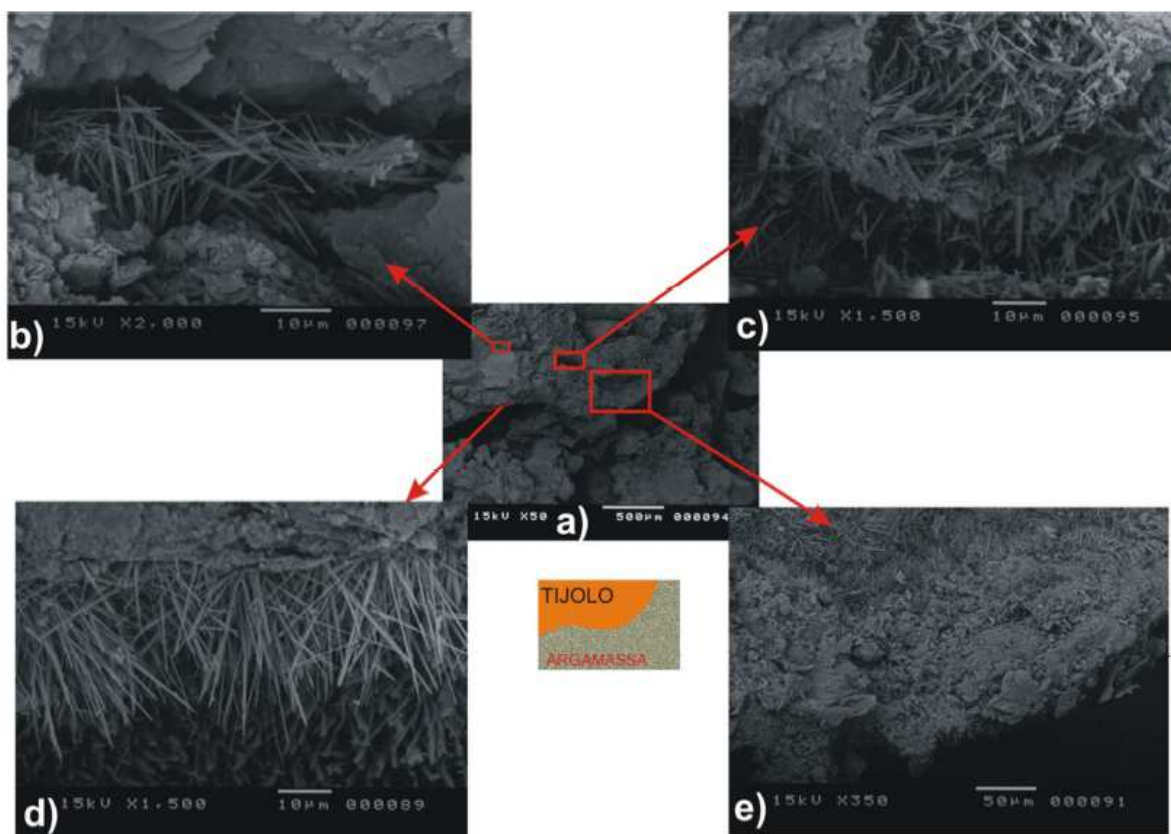 15kV X2,000 10µm 000097
b)
15kV X1,500 10µm 000095
c)
15kV X50 500µm 000094
a)
TIJOLO
ARGAMASSA
15kV X1,500 10µm 000089
d)
15kV X350 50µm 000091
e)